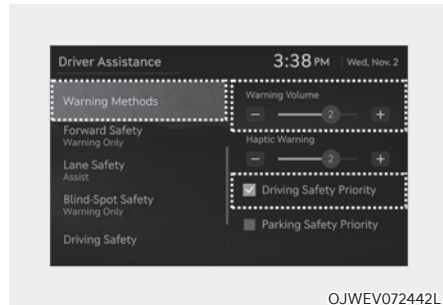 Driver Assistance
3:38 PM Wed, Nov. 2
Warning Methods
Forward Safety
Warning Only
Lane Safety
Assist
Blind-Spot Safety
Warning Only
Driving Safety
Warning Volume
− 2 +
Haptic Warning
− 2 +
Driving Safety Priority
Parking Safety Priority
OJWEV072442L